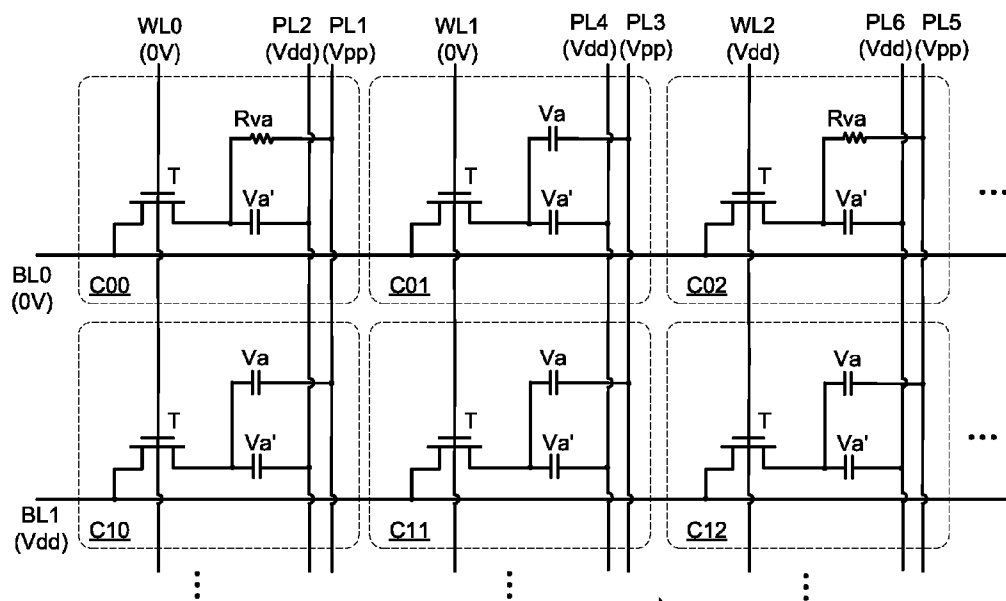 WL0 PL2 PL1 WL1 PL4 PL3 WL2 PL6 PL5
(0V) (Vdd) (Vpp) (0V) (Vdd) (Vpp) (Vdd) (Vdd) (Vpp)
Rva Va Rva
T Va' T Va' T Va' ...
BL0
(0V)
C00 C01 C02
Va Va Va
T Va' T Va' T Va' ...
BL1
(Vdd)
C10 C11 C12